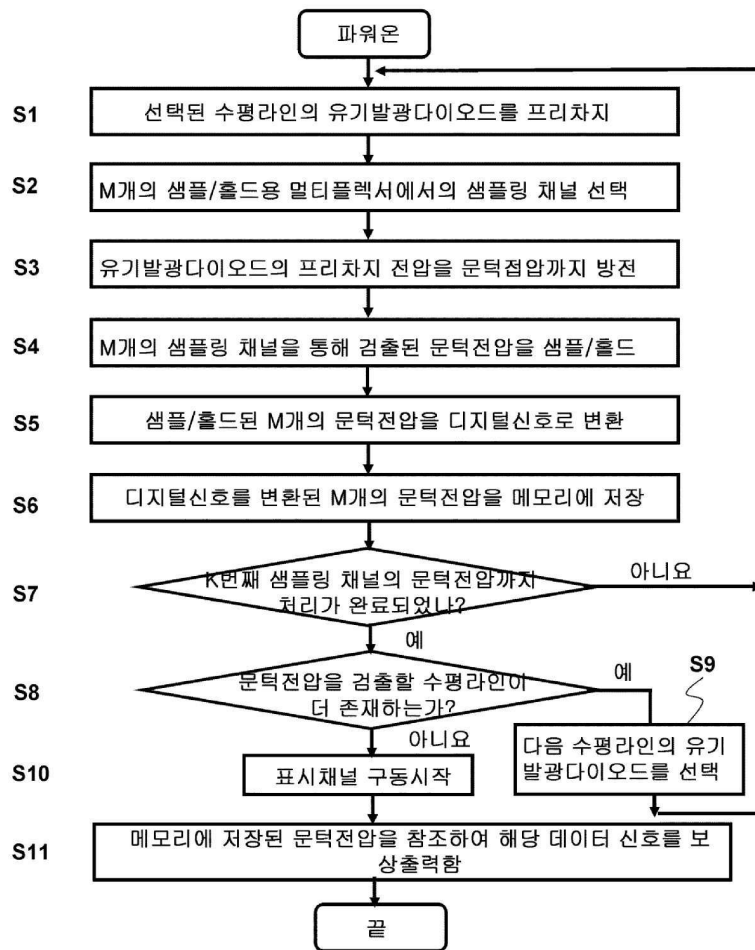 파워온
S1
선택된 수평라인의 유기발광다이오드를 프리차지
S2
M개의 샘플/홀드용 멀티플렉서에서의 샘플링 채널 선택
S3
유기발광다이오드의 프리차지 전압을 문턱접압까지 방전
S4
M개의 샘플링 채널을 통해 검출된 문턱전압을 샘플/홀드
S5
샘플/홀드된 M개의 문턱전압을 디지털신호로 변환
S6
디지털신호를 변환된 M개의 문턱전압을 메모리에 저장
S7
K번째 샘플링 채널의 문턱전압까지
처리가 완료되었나?
아니요
예
S8
문턱전압을 검출할 수평라인이
더 존재하는가?
예
S9
아니요
다음 수평라인의 유기
발광다이오드를 선택
S10
표시채널 구동시작
S11
메모리에 저장된 문턱전압을 참조하여 해당 데이터 신호를 보
상출력함
끝